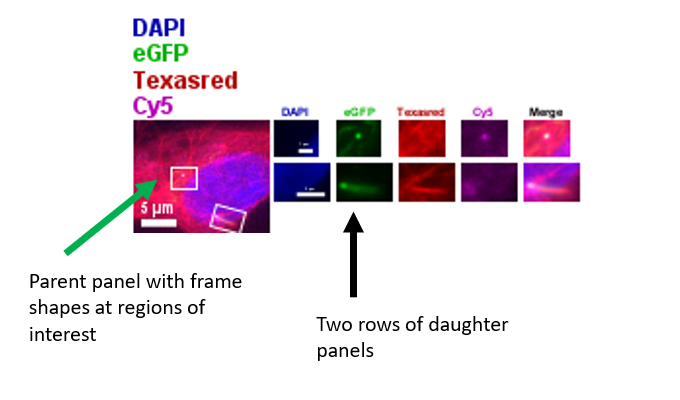 DAPI
eGFP
Texasred
Cy5
DAPI eGFP Texasred Cy5 Merge
5 µm
Parent panel with frame
shapes at regions of
interest
Two rows of daughter
panels